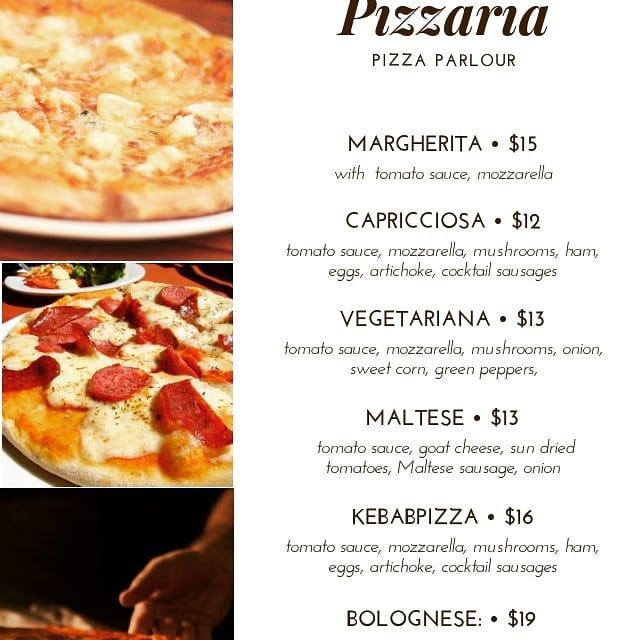 Pizzaria
PIZZA PARLOUR
MARGHERITA • $15
with tomato sauce, mozzarella
CAPRICCIOSA • $12
tomato sauce, mozzarella, mushrooms, ham,
eggs, artichoke, cocktail sausages
VEGETARIANA • $13
tomato sauce, mozzarella, mushrooms, onion,
sweet corn, green peppers,
MALTESE • $13
tomato sauce, goat cheese, sun dried
tomatoes, Maltese sausage, onion
KEBABPIZZA • $16
tomato sauce, mozzarella, mushrooms, ham,
eggs, artichoke, cocktail sausages
BOLOGNESE: • $19